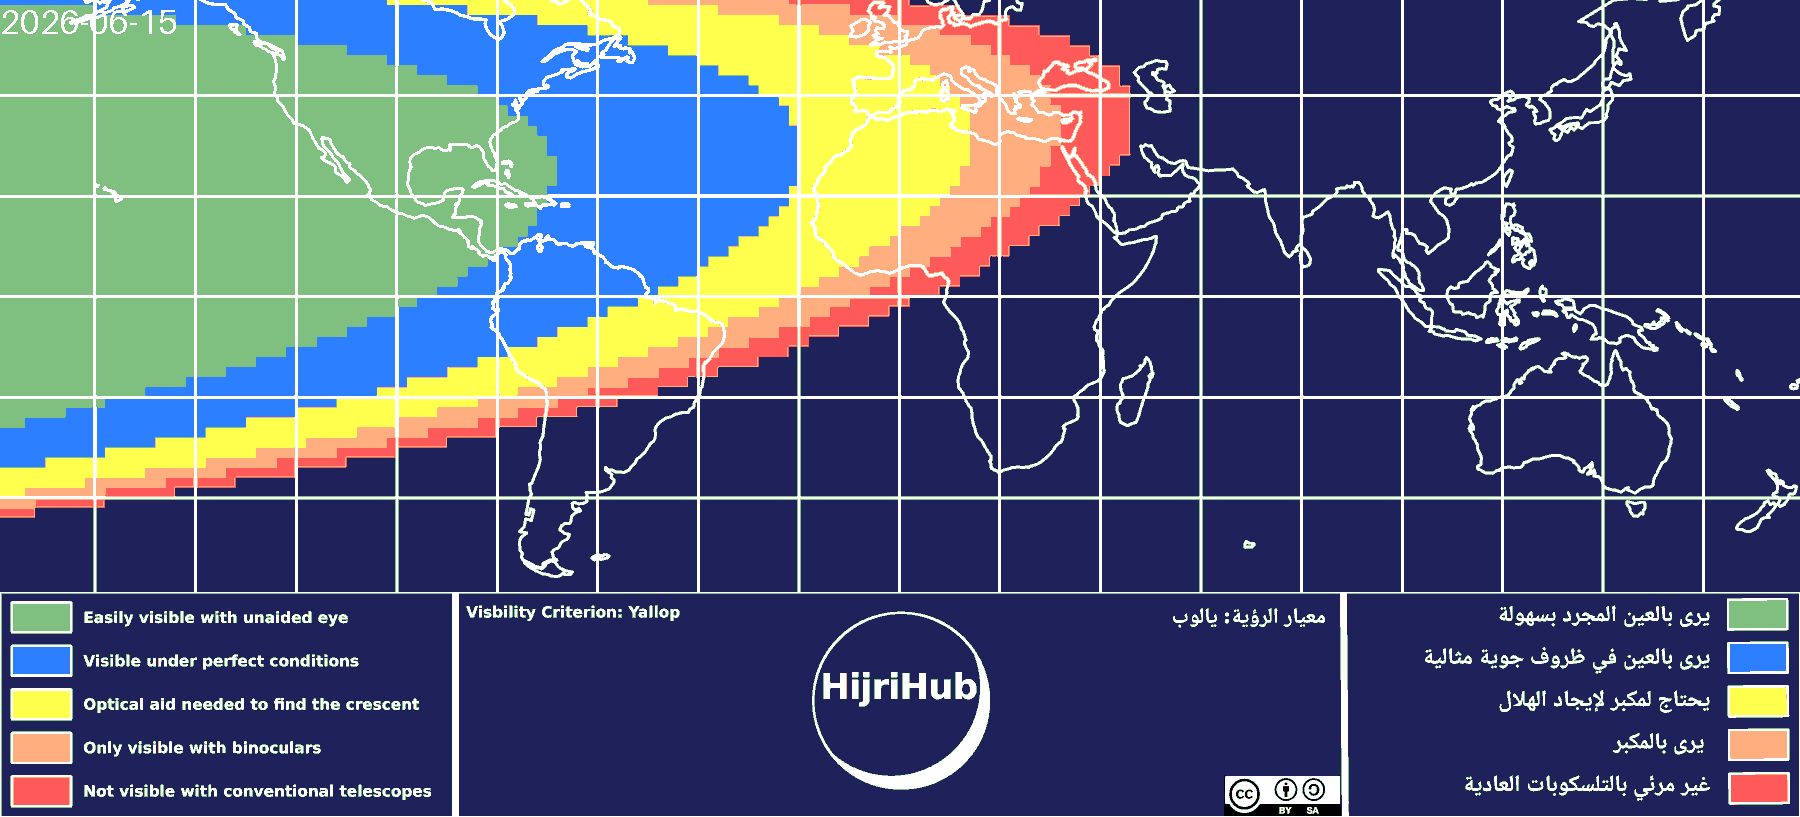 2026-06-15
Easily visible with unaided eye
Visible under perfect conditions
Optical aid needed to find the crescent
Only visible with binoculars
Not visible with conventional telescopes
Visbility Criterion: Yallop
معيار الرؤية: يالوب
HijriHub
cc
BY SA
يرى بالعين المجرد بسهولة
يرى بالعين في ظروف جوية مثالية
يحتاج لمكبر لإيجاد الهلال
يرى بالمكبر
غير مرئي بالتلسكوبات العادية